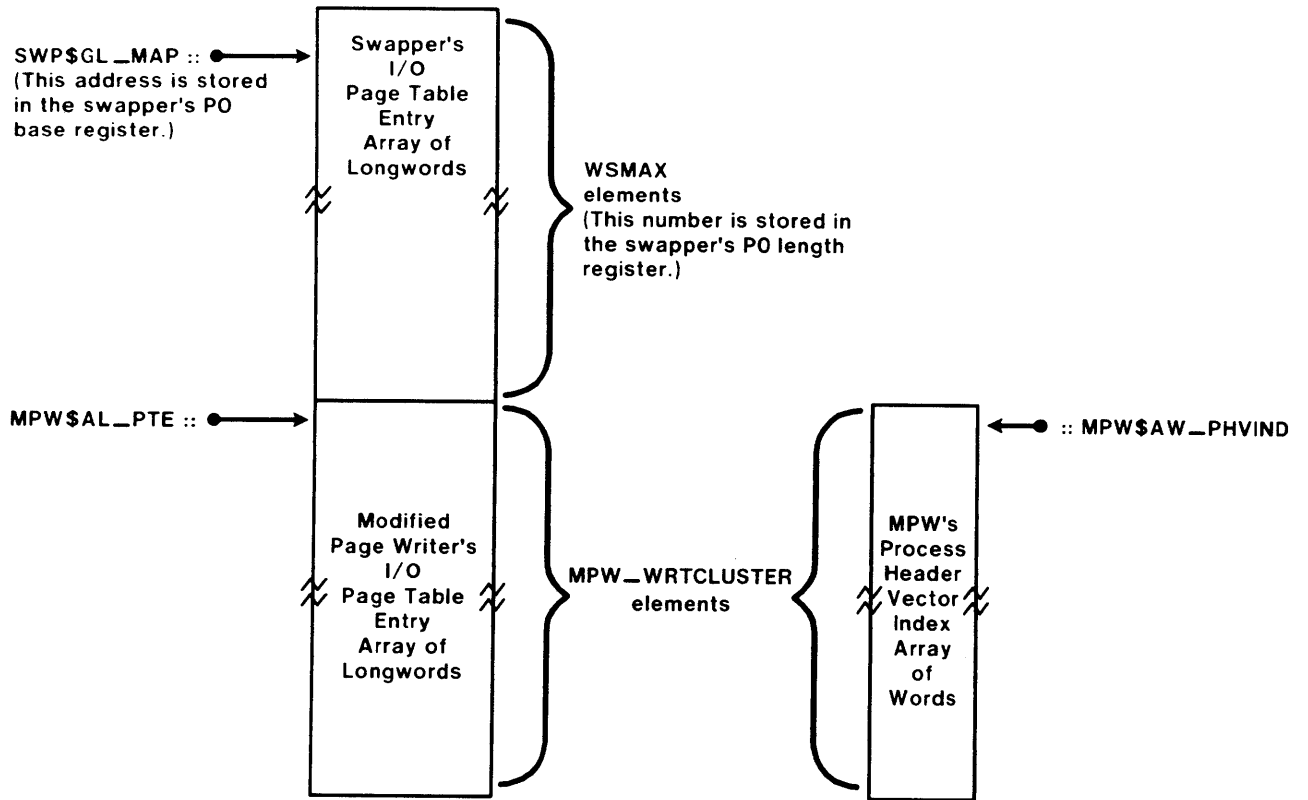 SWP$GL_MAP ::
(This address is stored
in the swapper's P0
base register.)
Swapper's
I/O
Page Table
Entry
Array of
Longwords
WSMAX
elements
(This number is stored in
the swapper's P0 length
register.)
MPW$AL_PTE ::
:: MPW$AW_PHVIND
Modified
Page Writer's
I/O
Page Table
Entry
Array of
Longwords
MPW_WRTCLUSTER
elements
MPW's
Process
Header
Vector
Index
Array
of
Words